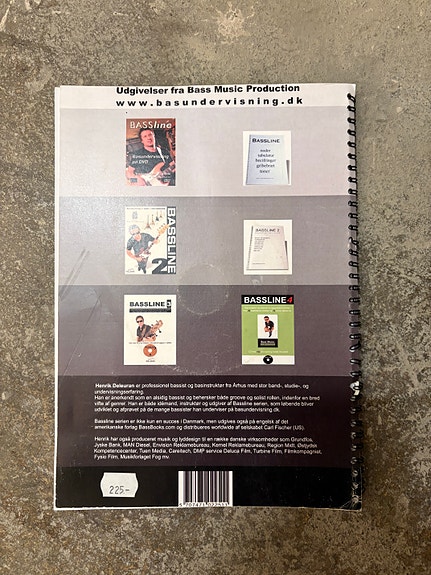 Udgivelser fra Bass Music Production
www.basundervisning.dk
BASSline
Basundervisning
på DVD
BASSLINE
BASSLINE 2
BASSLINE 2
BASSLINE 3
BASSLINE 4
Henrik Deleuran er professionel bassist og basinstruktør fra Århus med stor band-, studie-, og
undervisningserfaring.
Han er anerkendt som en alsidig bassist og behersker både groove og solist rollen, indenfor en bred
vifte af genrer. Han er både idémand, instruktør og udgiver af Bassline serien, som løbende bliver
udviklet og afprøvet på de mange bassister han underviser på basundervisning.dk.
Bassline serien er ikke kun en succes i Danmark, men udgives også på engelsk af det
amerikanske forlag BassBooks.com og distribueres worldwide af selskabet Carl Fischer (US).
Henrik har også produceret musik og lyddesign til en række danske virksomheder som Grundfos,
Jyske Bank, MAN Diesel, Envision Reklamebureau, Kernel Reklamebureau, Region Midt, Østjydsk
Kompetencecenter, Tuen Media, Caretech, DMP service Deluca Film, Turbine Film, Filmkompagniet,
Fysio Film, Musikforlaget Fog mv.
225.-